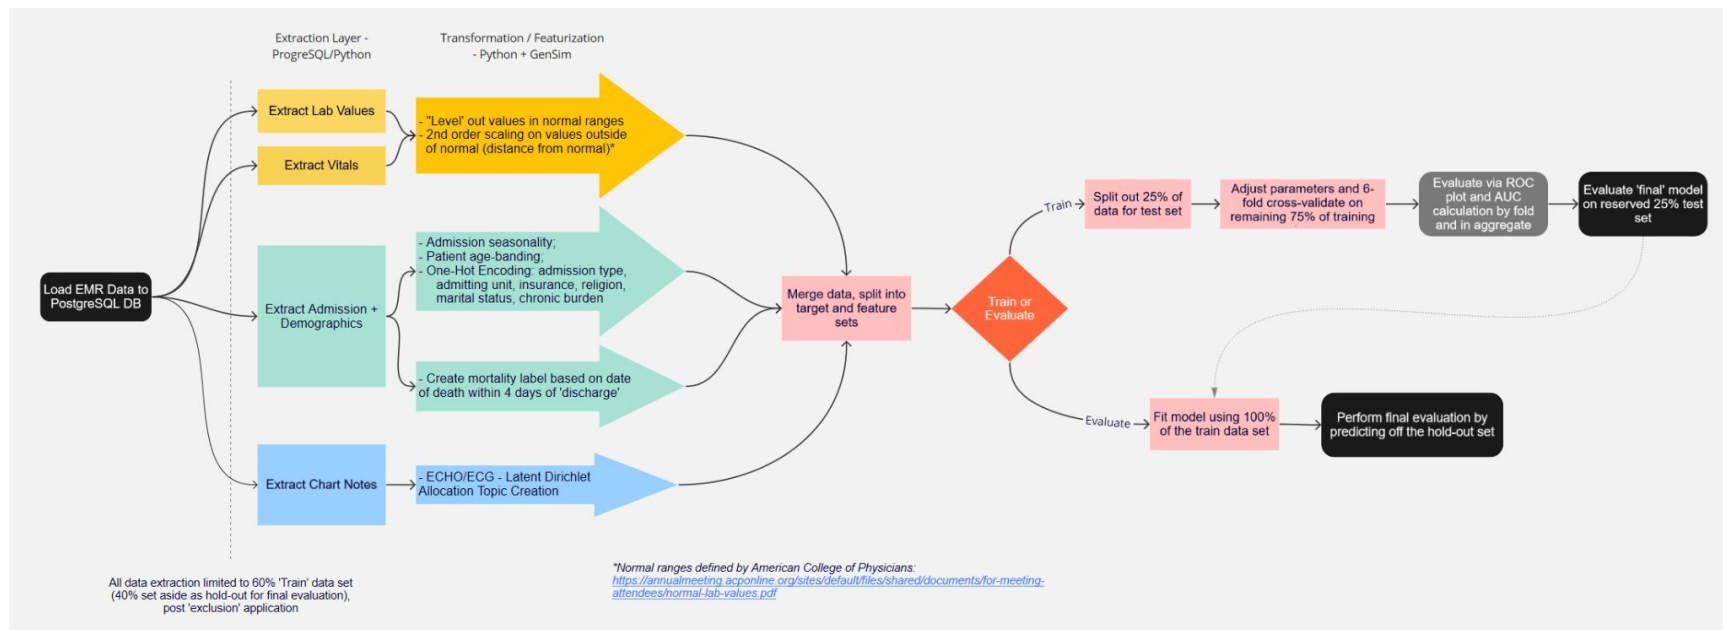 Extraction Layer -
ProgreSQL/Python
Transformation / Featurization
- Python + GenSim
Extract Lab Values
Extract Vitals
- "Level' out values in normal ranges
- 2nd order scaling on values outside
of normal (distance from normal)*
Load EMR Data to
PostgreSQL DB
Extract Admission +
Demographics
- Admission seasonality;
- Patient age-banding;
- One-Hot Encoding: admission type,
admitting unit, insurance, religion,
marital status, chronic burden
- Create mortality label based on date
of death within 4 days of 'discharge'
Extract Chart Notes
- ECHO/ECG - Latent Dirichlet
Allocation Topic Creation
Merge data, split into
target and feature
sets
Train or
Evaluate
Train
Split out 25% of
data for test set
Adjust parameters and 6-
fold cross-validate on
remaining 75% of training
Evaluate via ROC
plot and AUC
calculation by fold
and in aggregate
Evaluate 'final' model
on reserved 25% test
set
Evaluate
Fit model using 100%
of the train data set
Perform final evaluation by
predicting off the hold-out set
All data extraction limited to 60% 'Train' data set
(40% set aside as hold-out for final evaluation),
post 'exclusion' application
*Normal ranges defined by American College of Physicians:
https://annualmeeting.acponline.org/sites/default/files/shared/documents/for-meeting-
attendees/normal-lab-values.pdf